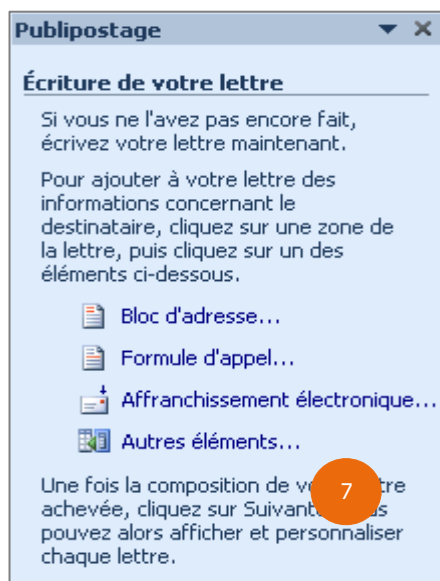 Publipostage
Écriture de votre lettre
Si vous ne l'avez pas encore fait,
écrivez votre lettre maintenant.
Pour ajouter à votre lettre des
informations concernant le
destinataire, cliquez sur une zone de
la lettre, puis cliquez sur un des
éléments ci-dessous.
Bloc d'adresse...
Formule d'appel...
Affranchissement électronique...
Autres éléments...
Une fois la composition de
7
achevée, cliquez sur
pouvez alors afficher et personnaliser
chaque lettre.